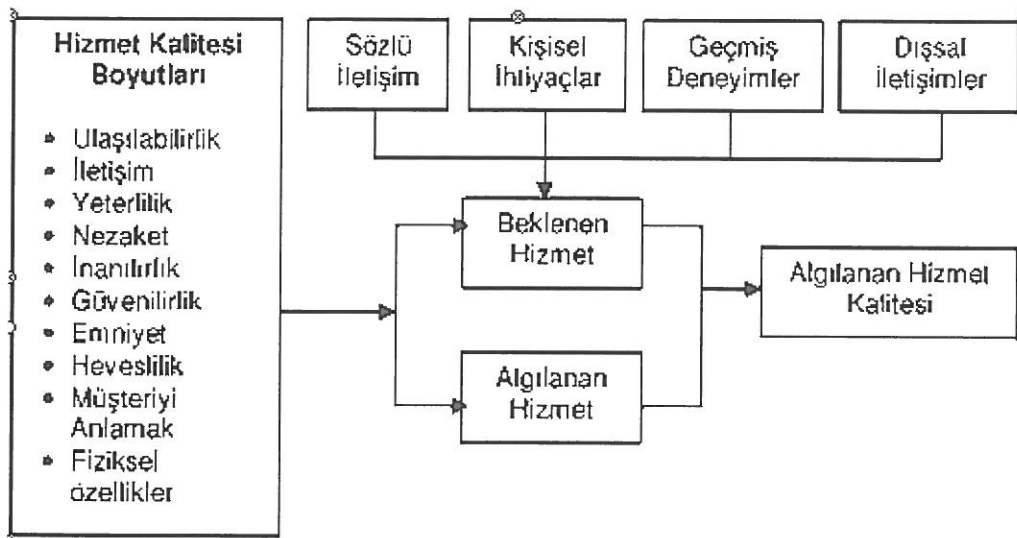 Hizmet Kalitesi
Boyutları
• Ulaşılabilirlik
• İletişim
• Yeterlilik
• Nezaket
• İnanılırlık
• Güvenilirlik
• Emniyet
• Heveslilik
• Müşteriyi
Anlamak
• Fiziksel
özellikler
Sözlü
İletişim
Kişisel
İhtiyaçlar
Geçmiş
Deneyimler
Dışsal
İletişimler
Beklenen
Hizmet
Algılanan
Hizmet
Algılanan Hizmet
Kalitesi